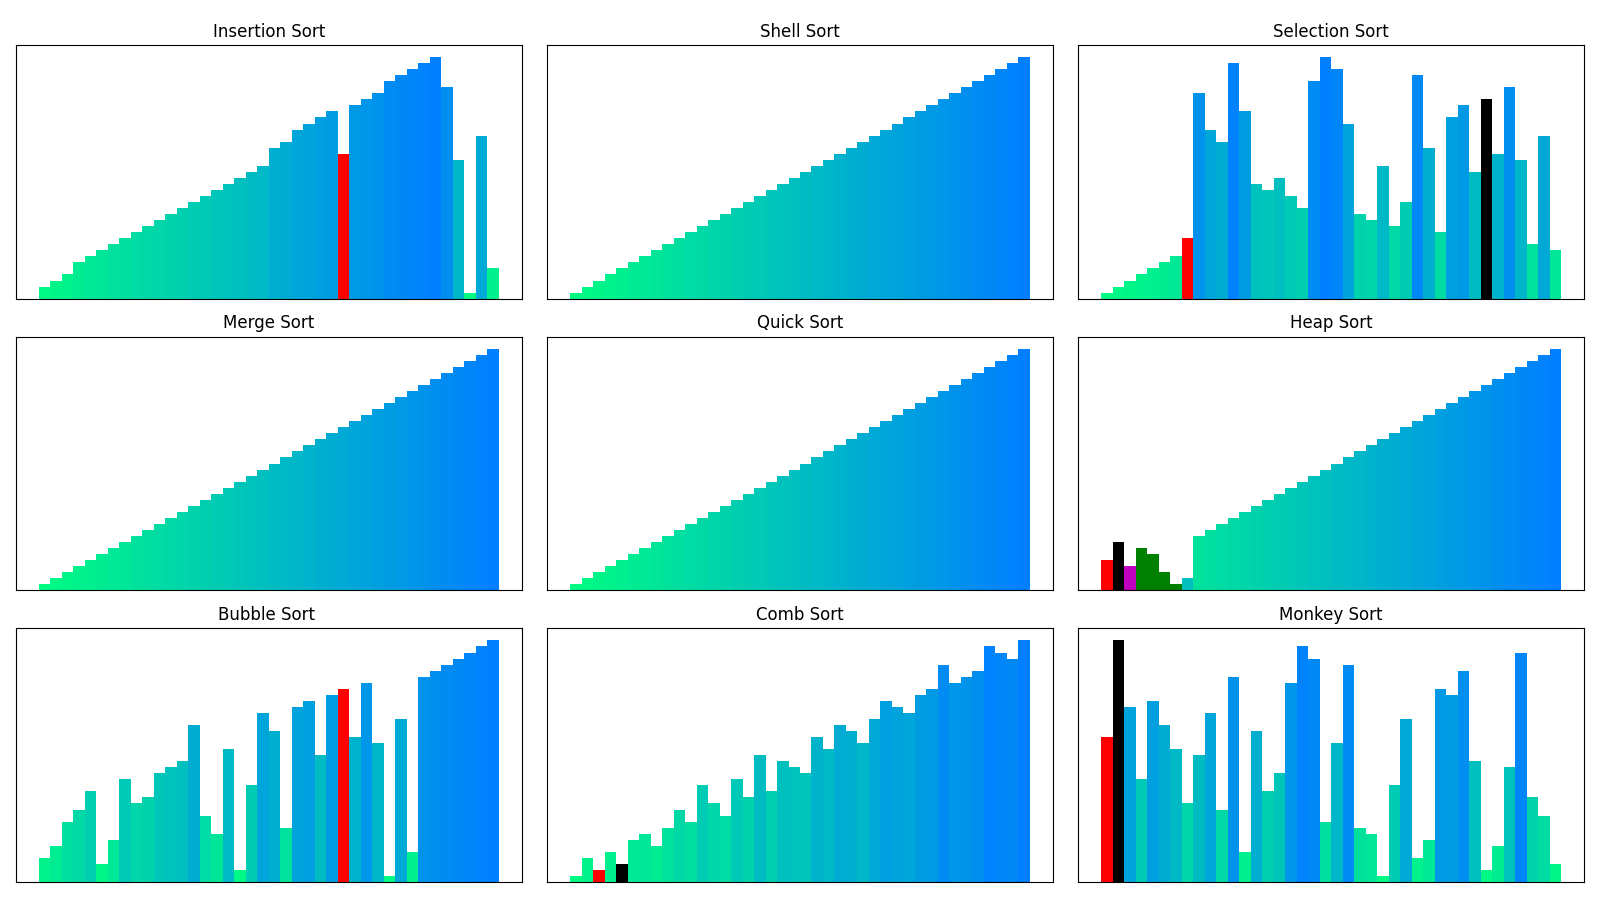 Insertion Sort
Shell Sort
Selection Sort
Merge Sort
Quick Sort
Heap Sort
Bubble Sort
Comb Sort
Monkey Sort